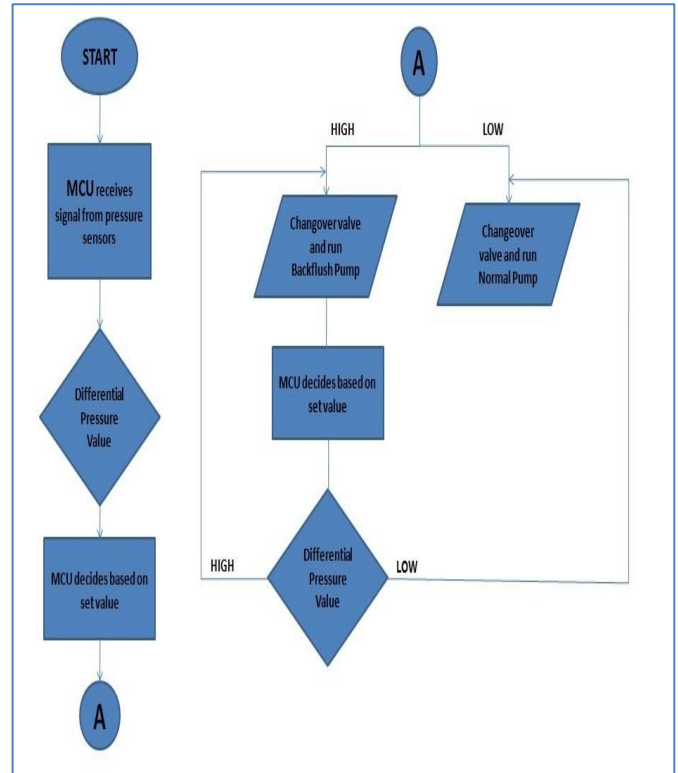 START
MCU receives
signal from pressure
sensors
Differential
Pressure
Value
MCU decides based on
set value
A
A
HIGH
LOW
Changover valve
and run
Backflush Pump
Changeover
valve and run
Normal Pump
MCU decides based on
set value
Differential
Pressure
Value
HIGH
LOW